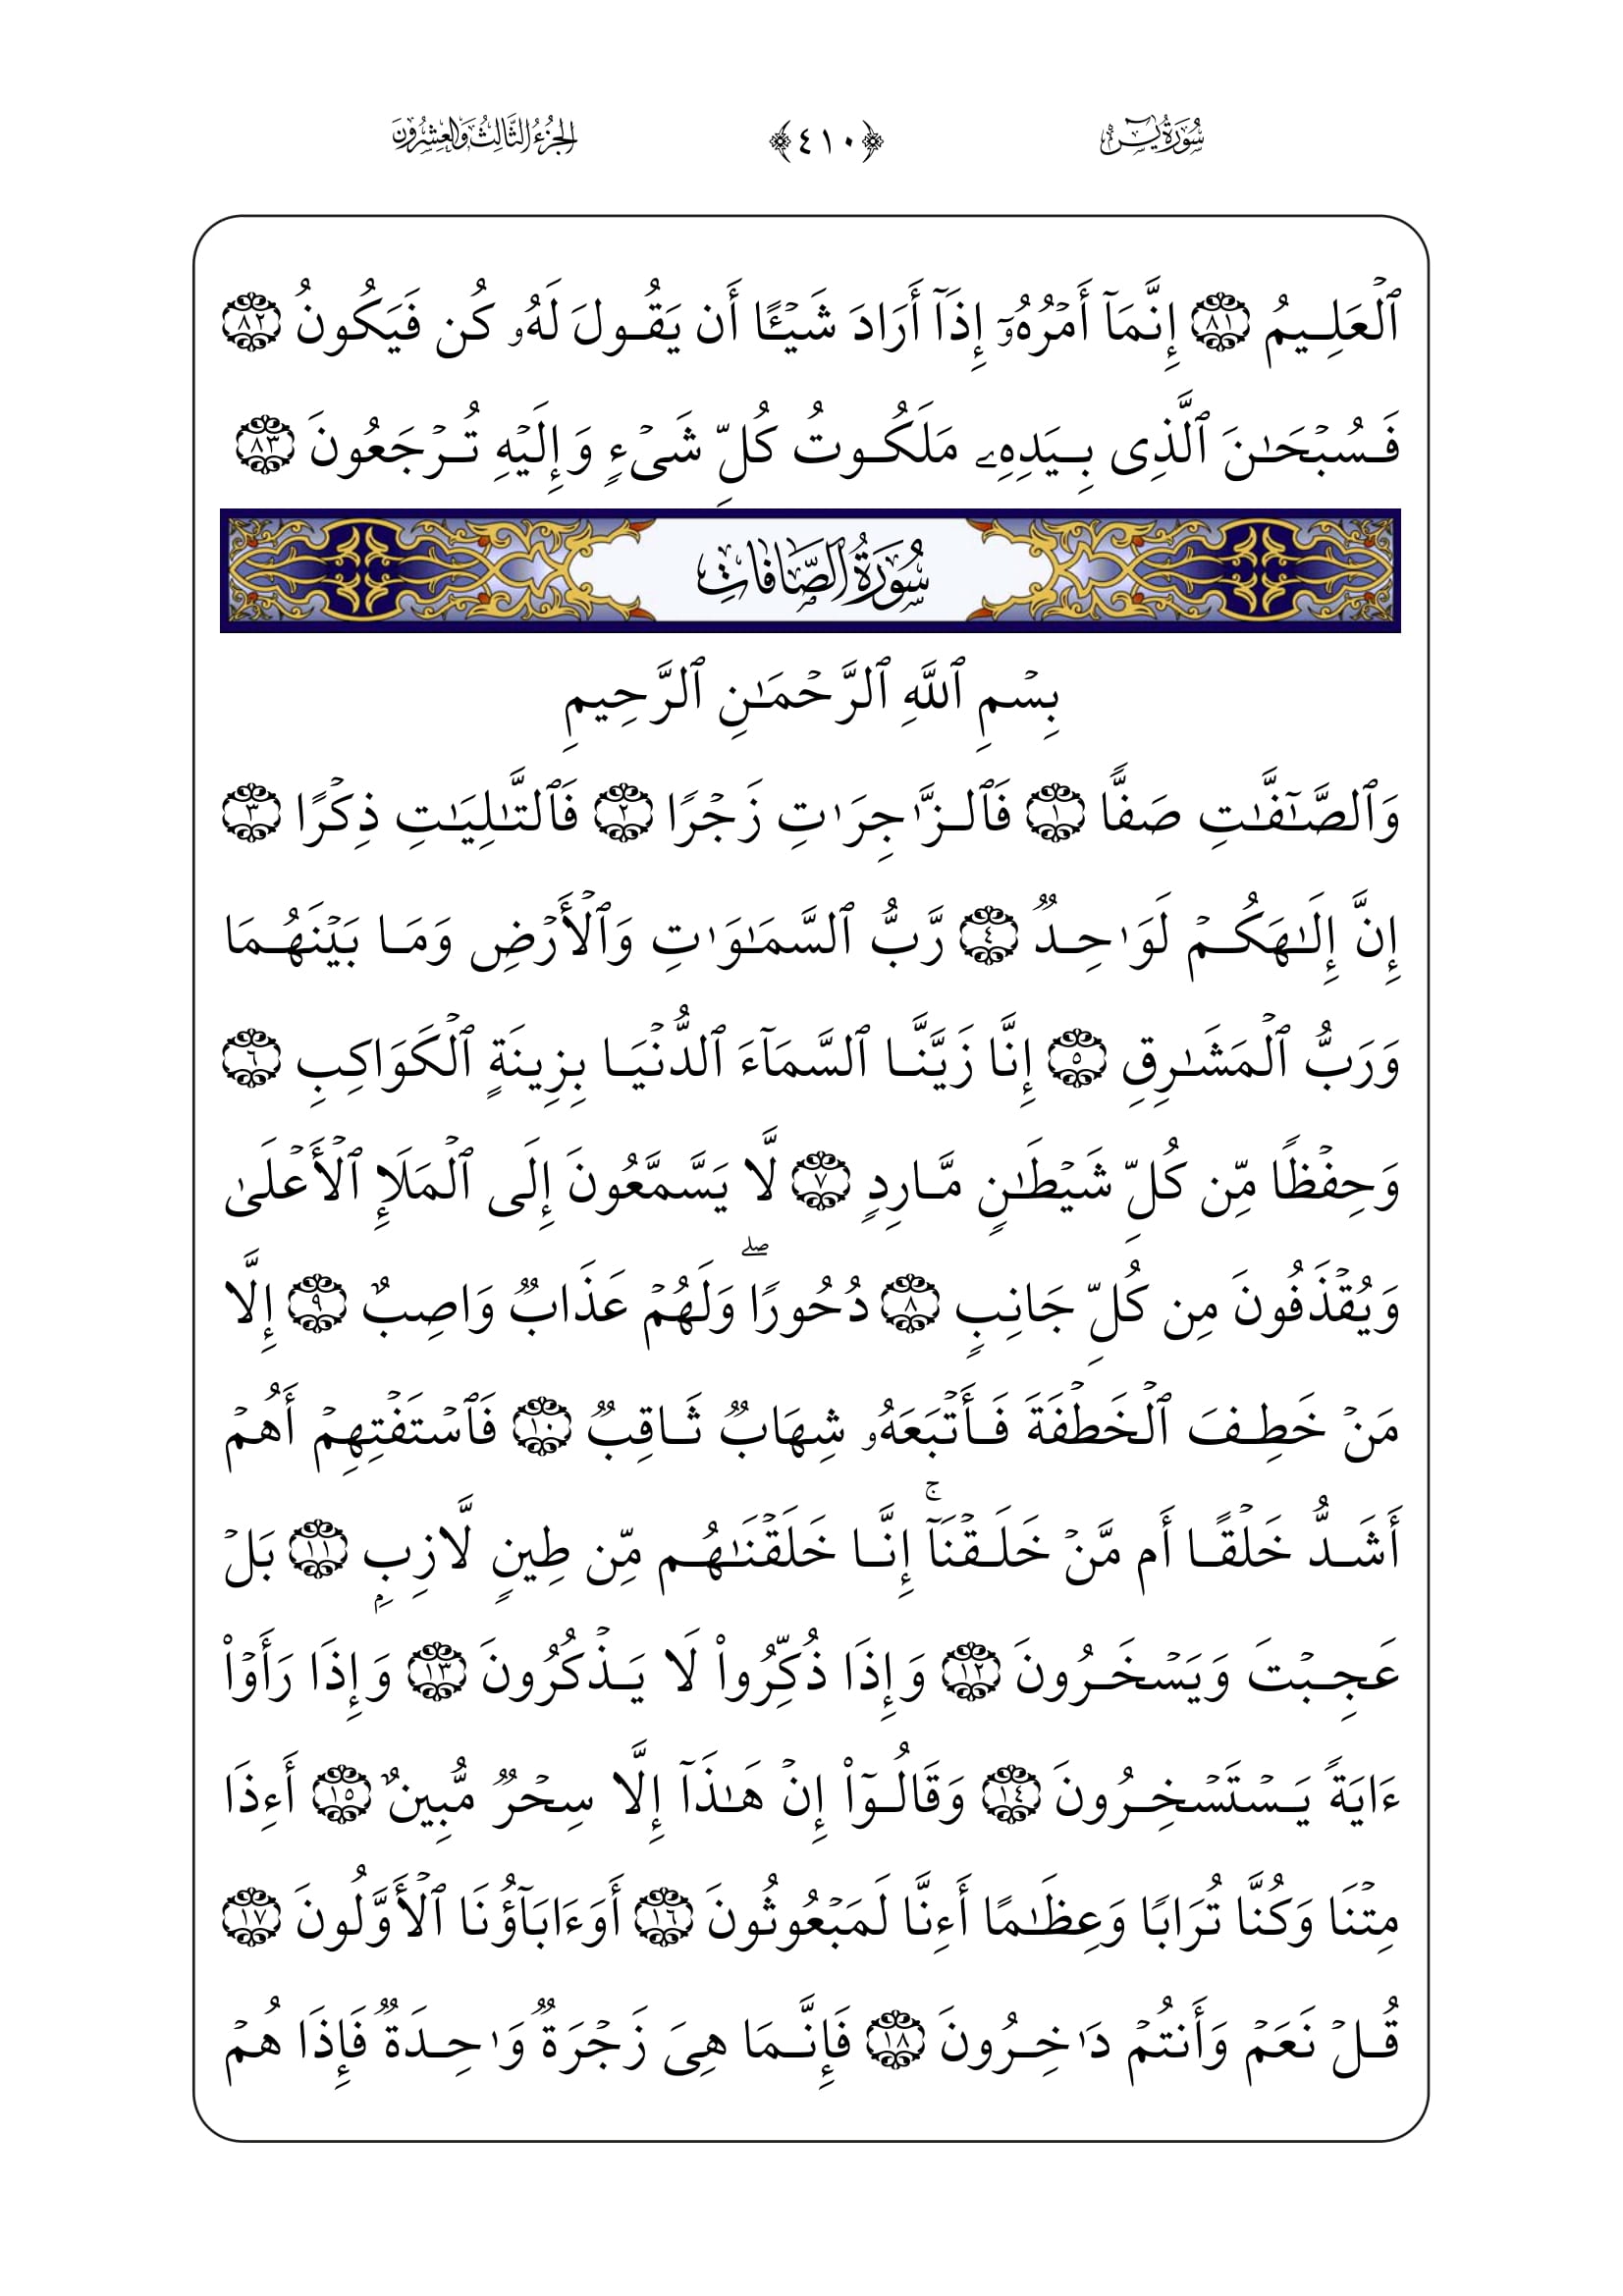 سُورَةُ يسٓ ﴿٤١٠﴾ الجُزْءُ الثَّالِثُ وَالعِشْرُونَ
ٱلۡعَلِيمُ ٨١ إِنَّمَآ أَمۡرُهُۥٓ إِذَآ أَرَادَ شَيۡـًٔا أَن يَقُولَ لَهُۥ كُن فَيَكُونُ ٨٢
فَسُبۡحَٰنَ ٱلَّذِى بِيَدِهِۦ مَلَكُوتُ كُلِّ شَىۡءٍ وَإِلَيۡهِ تُرۡجَعُونَ ٨٣
سُورَةُ الصَّافَاتِ
بِسۡمِ ٱللَّهِ ٱلرَّحۡمَٰنِ ٱلرَّحِيمِ
وَٱلصَّٰٓفَّٰتِ صَفًّا ١ فَٱلزَّٰجِرَٰتِ زَجۡرًا ٢ فَٱلتَّٰلِيَٰتِ ذِكۡرًا ٣
إِنَّ إِلَٰهَكُمۡ لَوَٰحِدٌ ٤ رَّبُّ ٱلسَّمَٰوَٰتِ وَٱلۡأَرۡضِ وَمَا بَيۡنَهُمَا
وَرَبُّ ٱلۡمَشَٰرِقِ ٥ إِنَّا زَيَّنَّا ٱلسَّمَآءَ ٱلدُّنۡيَا بِزِينَةٍ ٱلۡكَوَاكِبِ ٦
وَحِفۡظًا مِّن كُلِّ شَيۡطَٰنٍ مَّارِدٍ ٧ لَّا يَسَّمَّعُونَ إِلَى ٱلۡمَلَإِ ٱلۡأَعۡلَىٰ
وَيُقۡذَفُونَ مِن كُلِّ جَانِبٍ ٨ دُحُورًاۖ وَلَهُمۡ عَذَابٌ وَاصِبٌ ٩ إِلَّا
مَنۡ خَطِفَ ٱلۡخَطۡفَةَ فَأَتۡبَعَهُۥ شِهَابٌ ثَاقِبٌ ١٠ فَٱسۡتَفۡتِهِمۡ أَهُمۡ
أَشَدُّ خَلۡقًا أَم مَّنۡ خَلَقۡنَآۚ إِنَّا خَلَقۡنَٰهُم مِّن طِينٍ لَّازِبِۭ ١١ بَلۡ
عَجِبۡتَ وَيَسۡخَرُونَ ١٢ وَإِذَا ذُكِّرُواْ لَا يَذۡكُرُونَ ١٣ وَإِذَا رَأَوۡاْ
ءَايَةً يَسۡتَسۡخِرُونَ ١٤ وَقَالُوٓاْ إِنۡ هَٰذَآ إِلَّا سِحۡرٌ مُّبِينٌ ١٥ أَءِذَا
مِتۡنَا وَكُنَّا تُرَابًا وَعِظَٰمًا أَءِنَّا لَمَبۡعُوثُونَ ١٦ أَوَءَابَآؤُنَا ٱلۡأَوَّلُونَ ١٧
قُلۡ نَعَمۡ وَأَنتُمۡ دَٰخِرُونَ ١٨ فَإِنَّمَا هِىَ زَجۡرَةٌ وَٰحِدَةٌ فَإِذَا هُمۡ